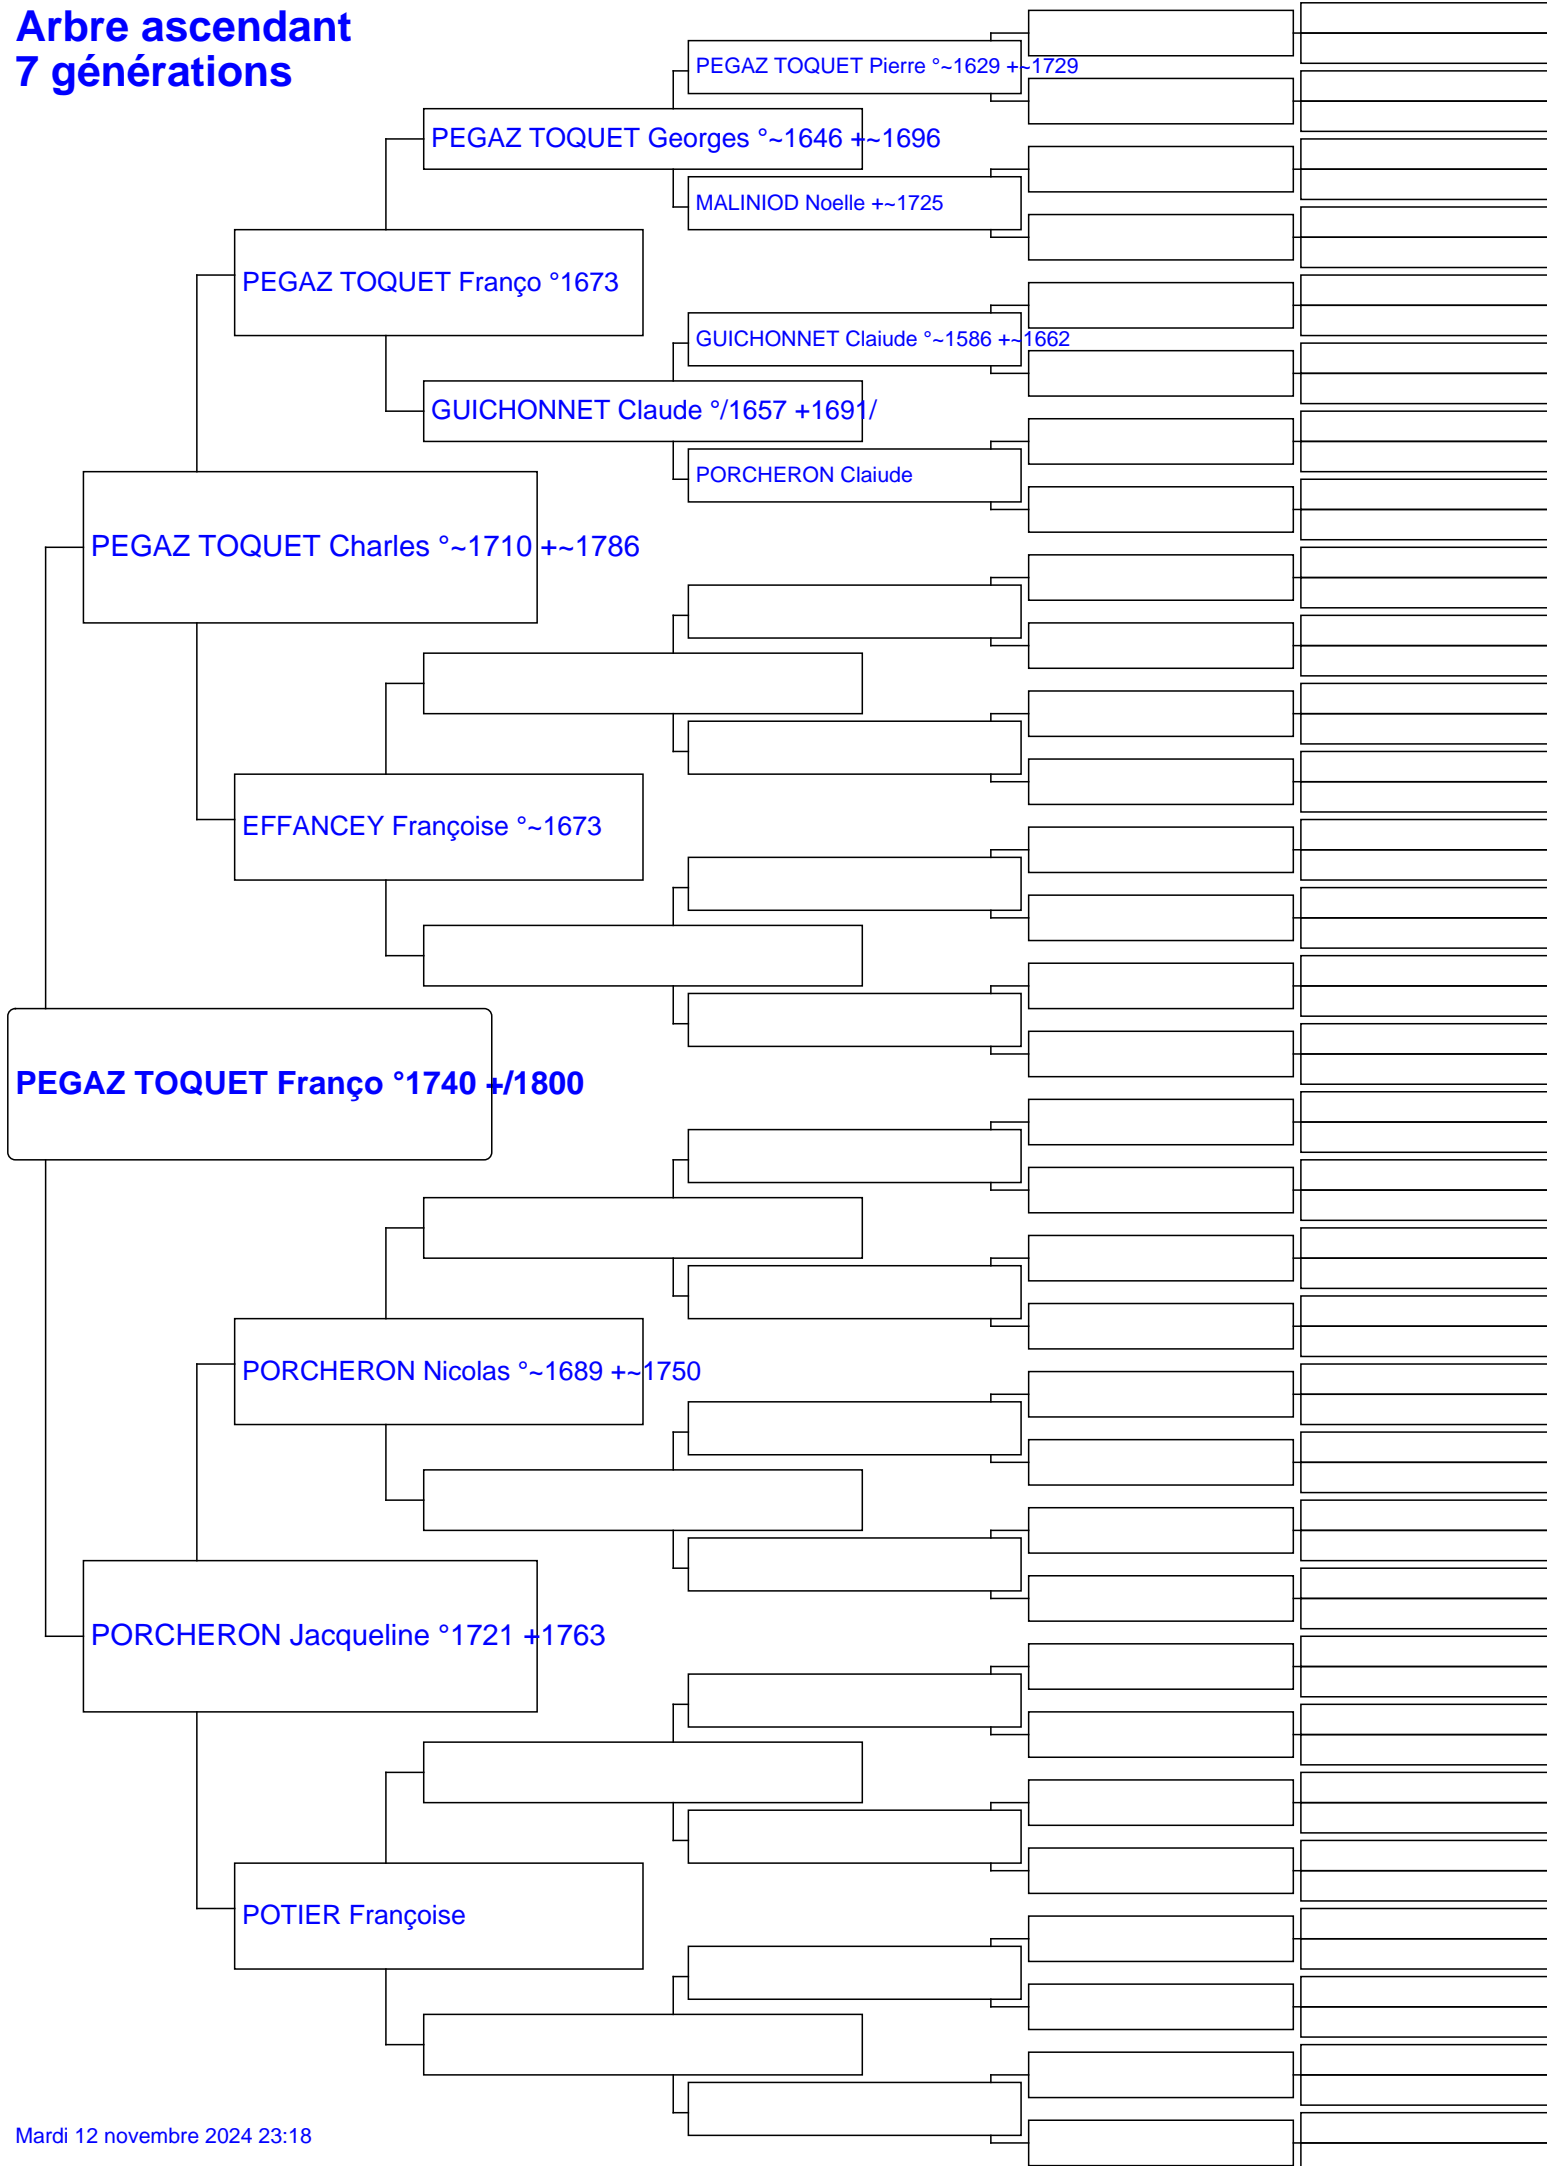 Arbre ascendant
7 générations
PEGAZ TOQUET Pierre °~1629 +~1729
PEGAZ TOQUET Georges °~1646 +~1696
MALINIOD Noelle +~1725
PEGAZ TOQUET Franço °1673
GUICHONNET Claiude °~1586 +~1662
GUICHONNET Claude °/1657 +1691/
PORCHERON Claiude
PEGAZ TOQUET Charles °~1710 +~1786
EFFANCEY Françoise °~1673
PEGAZ TOQUET Franço °1740 +/1800
PORCHERON Nicolas °~1689 +~1750
PORCHERON Jacqueline °1721 +1763
POTIER Françoise
Mardi 12 novembre 2024 23:18